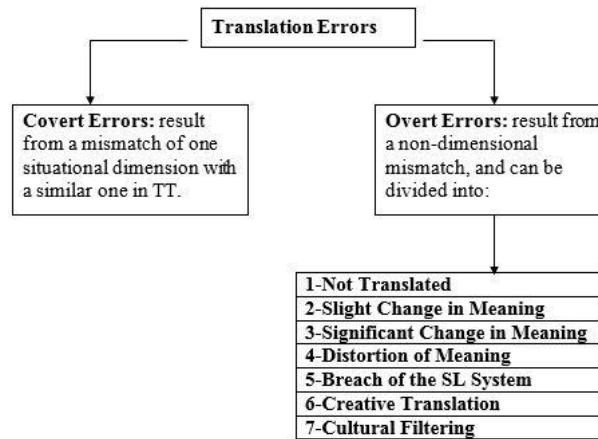 Translation Errors
Covert Errors: result
from a mismatch of one
situational dimension with
a similar one in TT.
Overt Errors: result from
a non-dimensional
mismatch, and can be
divided into:
1-Not Translated
2-Slight Change in Meaning
3-Significant Change in Meaning
4-Distortion of Meaning
5-Breach of the SL System
6-Creative Translation
7-Cultural Filtering